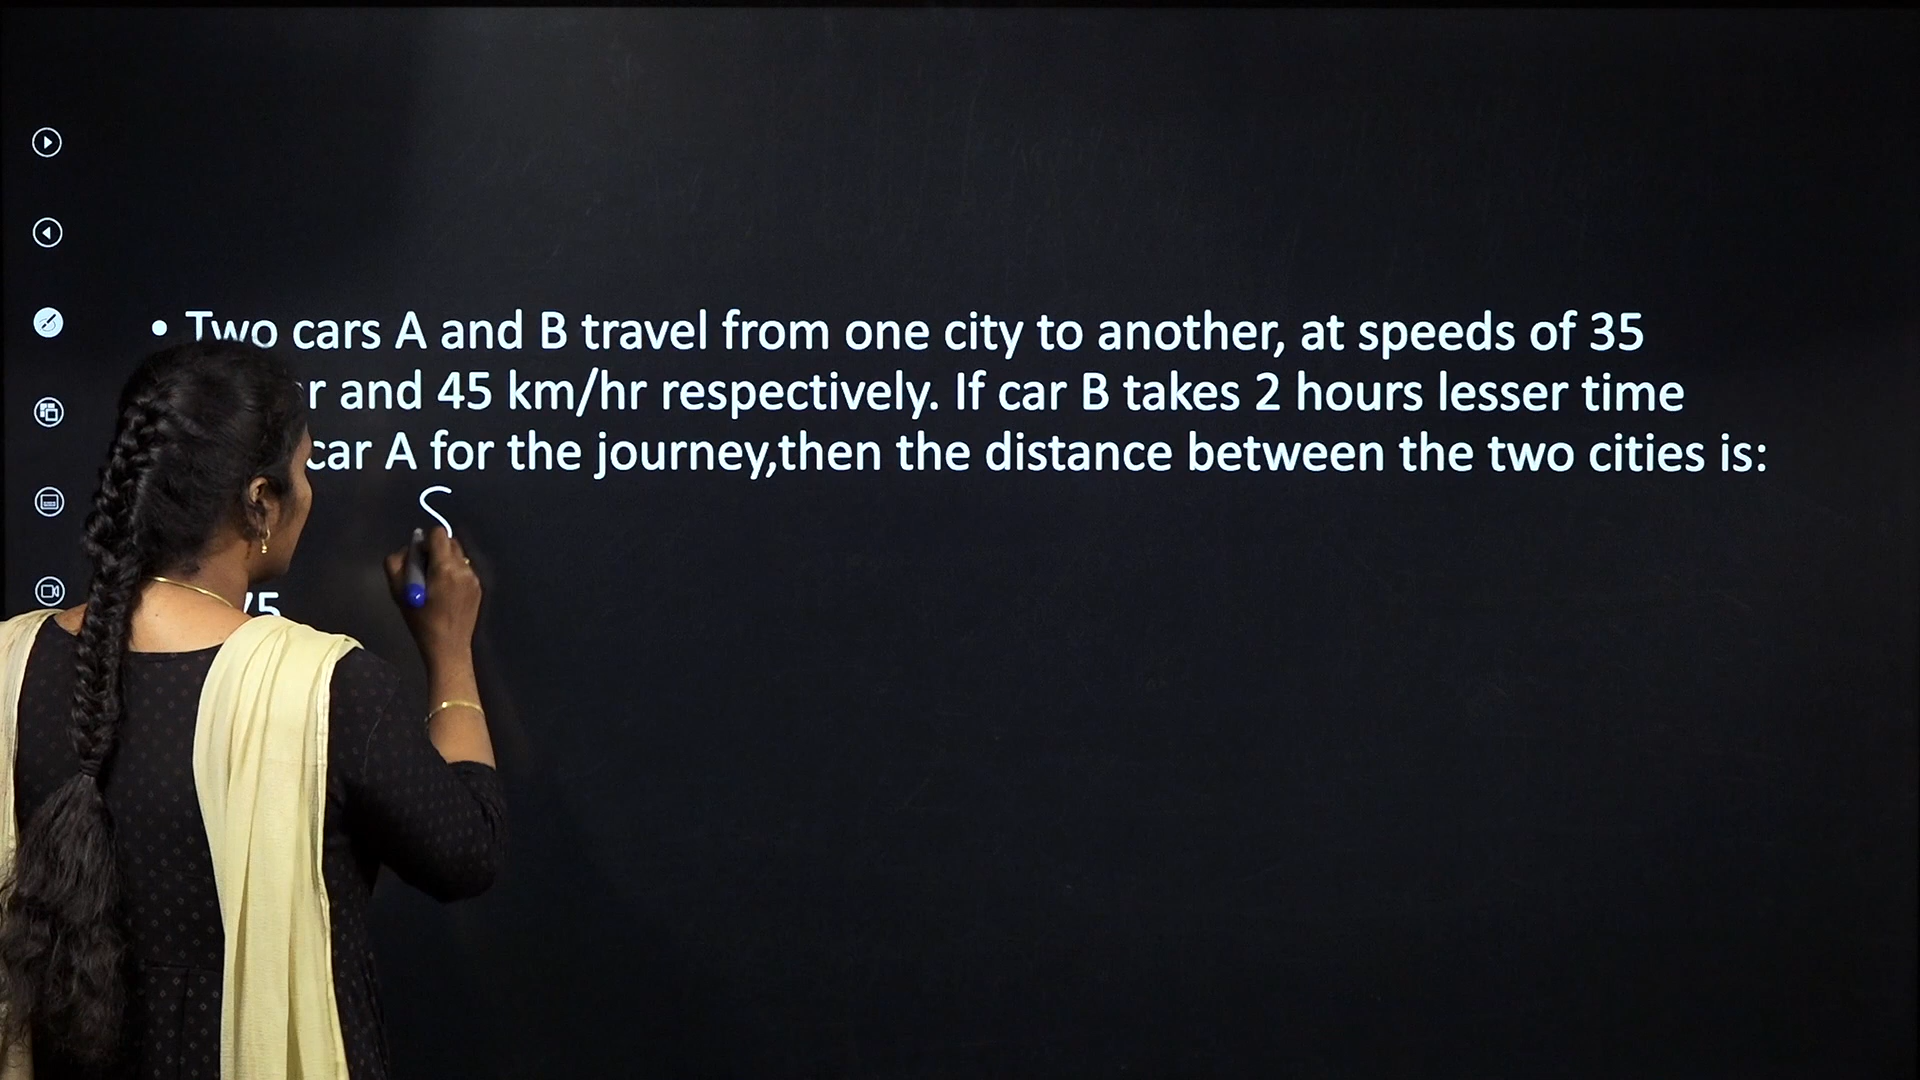 • Two cars A and B travel from one city to another, at speeds of 35
and 45 km/hr respectively. If car B takes 2 hours lesser time
car A for the journey,then the distance between the two cities is:
S